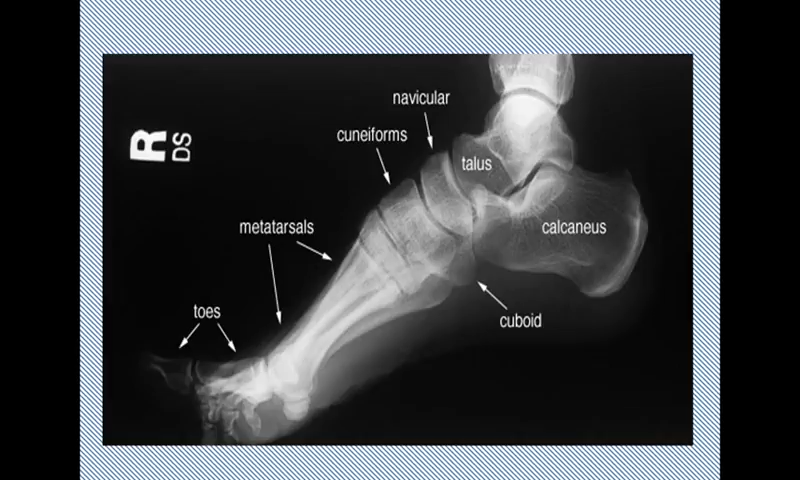 navicular
cuneiforms
R
DS
talus
metatarsals
calcaneus
toes
cuboid